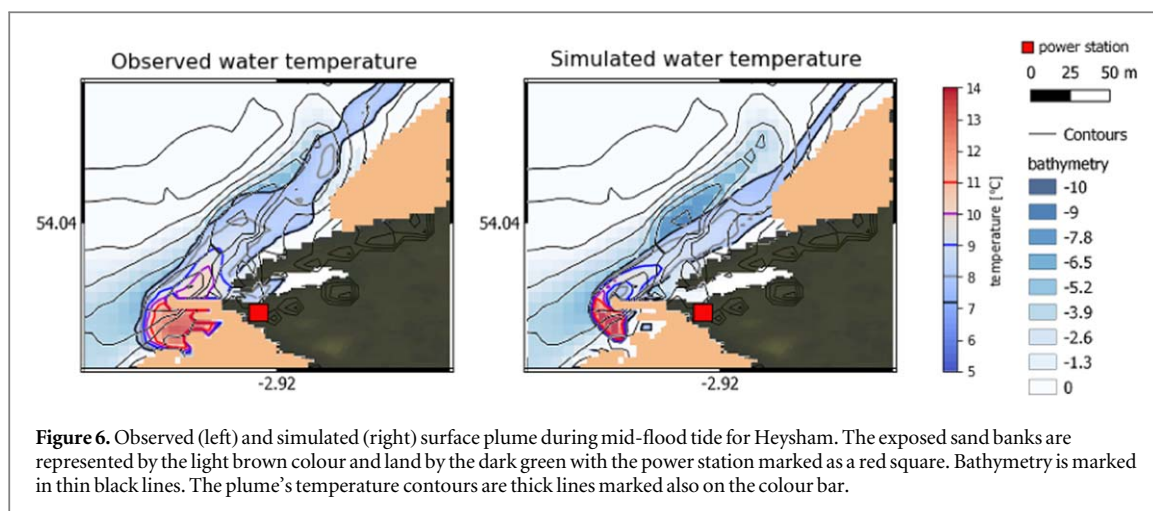 Observed water temperature
54.04
-2.92
Simulated water temperature
54.04
-2.92
14
13
12
11
10
9
8
7
6
5
temperature [°C]
power station
0 25 50 m
Contours
bathymetry
-10
-9
-7.8
-6.5
-5.2
-3.9
-2.6
-1.3
0
Figure 6. Observed (left) and simulated (right) surface plume during mid-flood tide for Heysham. The exposed sand banks are
represented by the light brown colour and land by the dark green with the power station marked as a red square. Bathymetry is marked
in thin black lines. The plume's temperature contours are thick lines marked also on the colour bar.